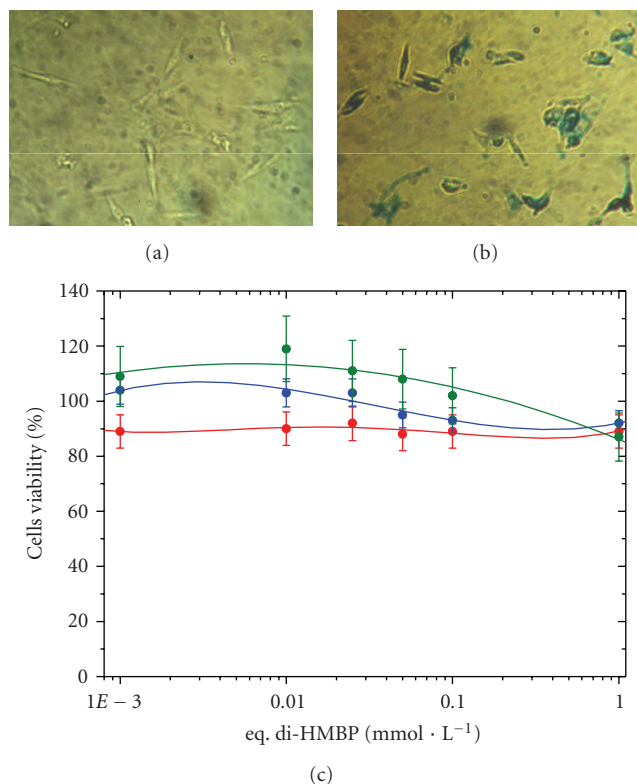 (a)
(b)
140
120
100
80
60
40
20
0
Cells viability (%)
1E − 3
0.01
0.1
1
eq. di-HMBP (mmol · L⁻¹)
(c)